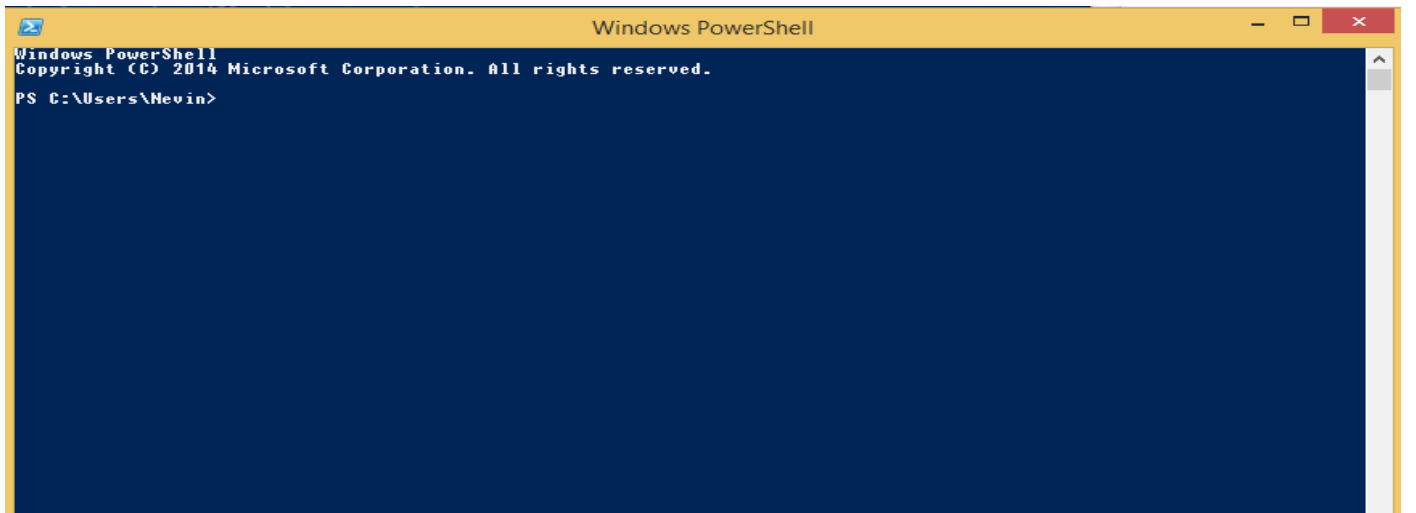 Windows PowerShell
Windows PowerShell
Copyright (C) 2014 Microsoft Corporation. All rights reserved.
PS C:\Users\Nevin>